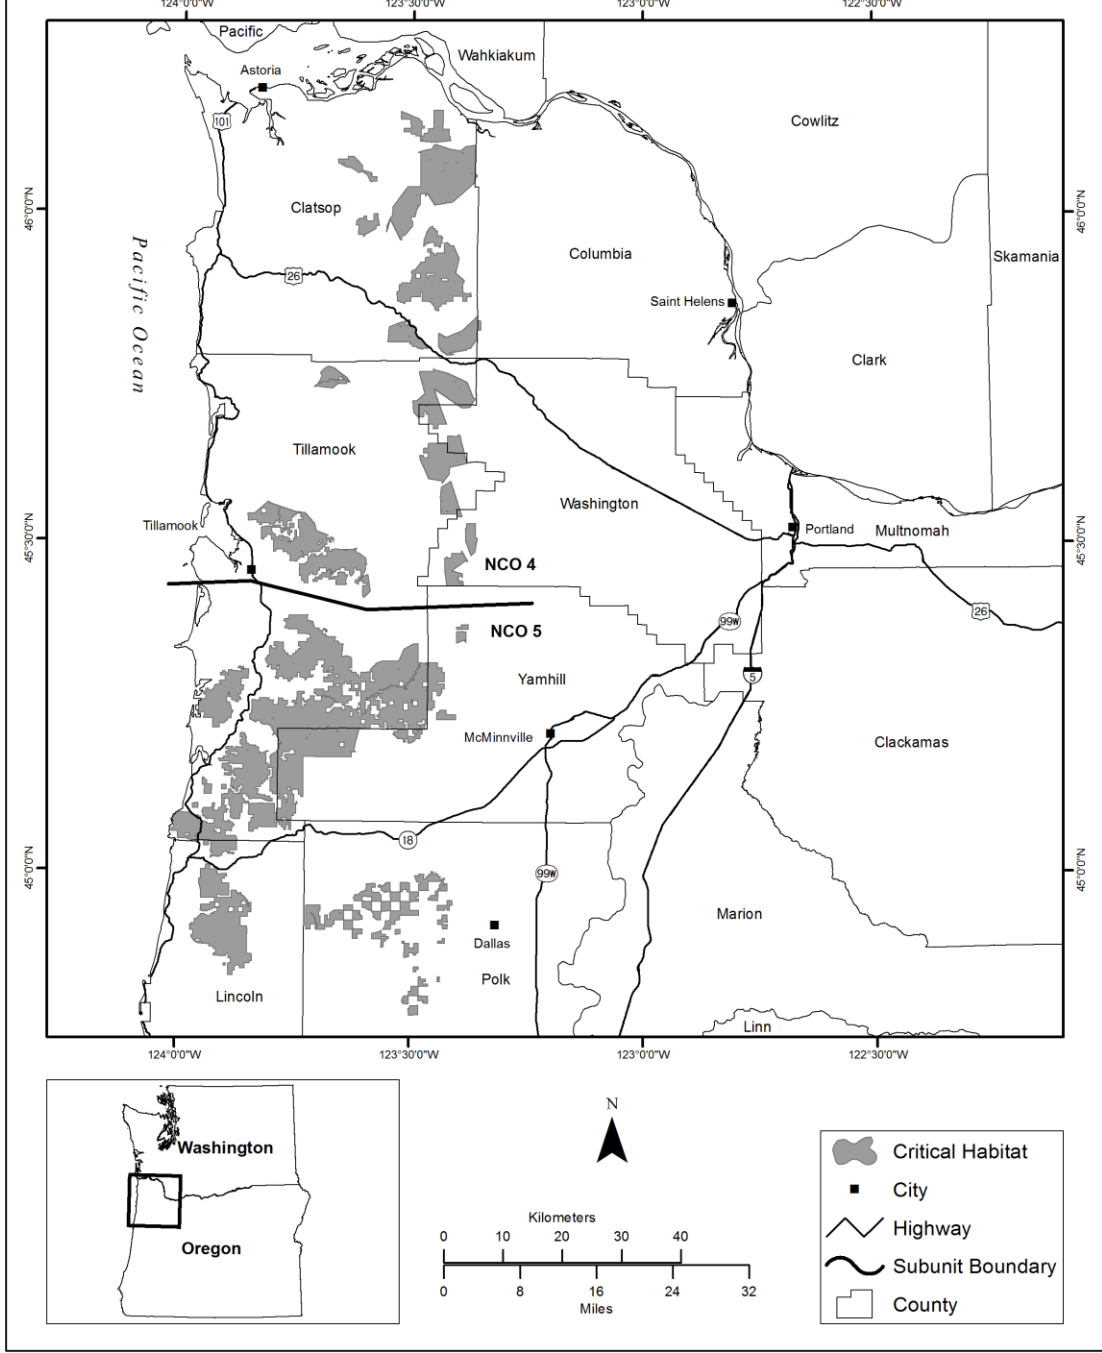 124°0'0"W 123°30'0"W 123°0'0"W 122°30'0"W
Pacific
Wahkiakum
Astoria
101
Cowlitz
46°0'0"N
46°0'0"N
Clatsop
Pacific Ocean
Columbia
Skamania
26
Saint Helens
Clark
Tillamook
Washington
Tillamook
Portland
Multnomah
45°30'0"N
45°30'0"N
NCO 4
26
99W
NCO 5
Yamhill
5
McMinnville
Clackamas
18
45°0'0"N
45°0'0"N
99W
Marion
Dallas
Polk
Lincoln
Linn
124°0'0"W 123°30'0"W 123°0'0"W 122°30'0"W
Washington
Oregon
N
Kilometers
0 10 20 30 40
0 8 16 24 32
Miles
Critical Habitat
City
Highway
Subunit Boundary
County